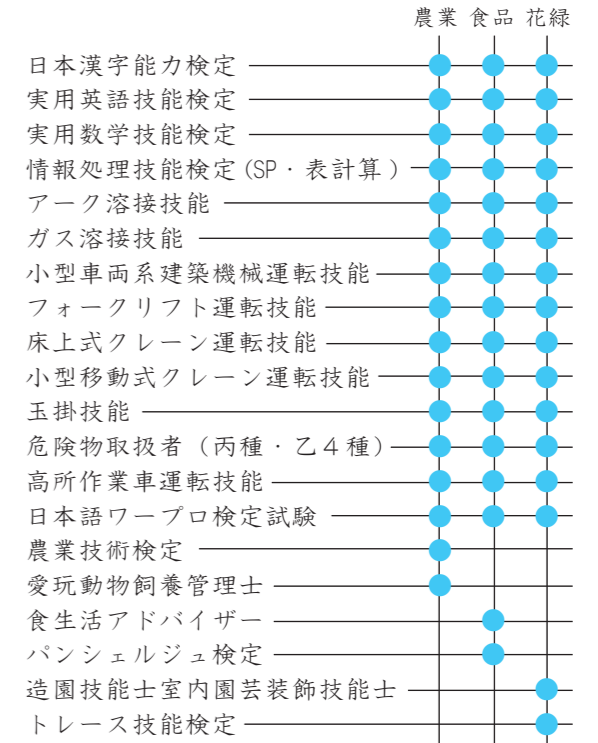 農業 食品 花緑
日本漢字能力検定
実用英語技能検定
実用数学技能検定
情報処理技能検定(SP・表計算)
アーク溶接技能
ガス溶接技能
小型車両系建築機械運転技能
フォークリフト運転技能
床上式クレーン運転技能
小型移動式クレーン運転技能
玉掛技能
危険物取扱者(丙種・乙4種)
高所作業車運転技能
日本語ワープロ検定試験
農業技術検定
愛玩動物飼養管理士
食生活アドバイザー
パンシェルジュ検定
造園技能士室内園芸装飾技能士
トレース技能検定